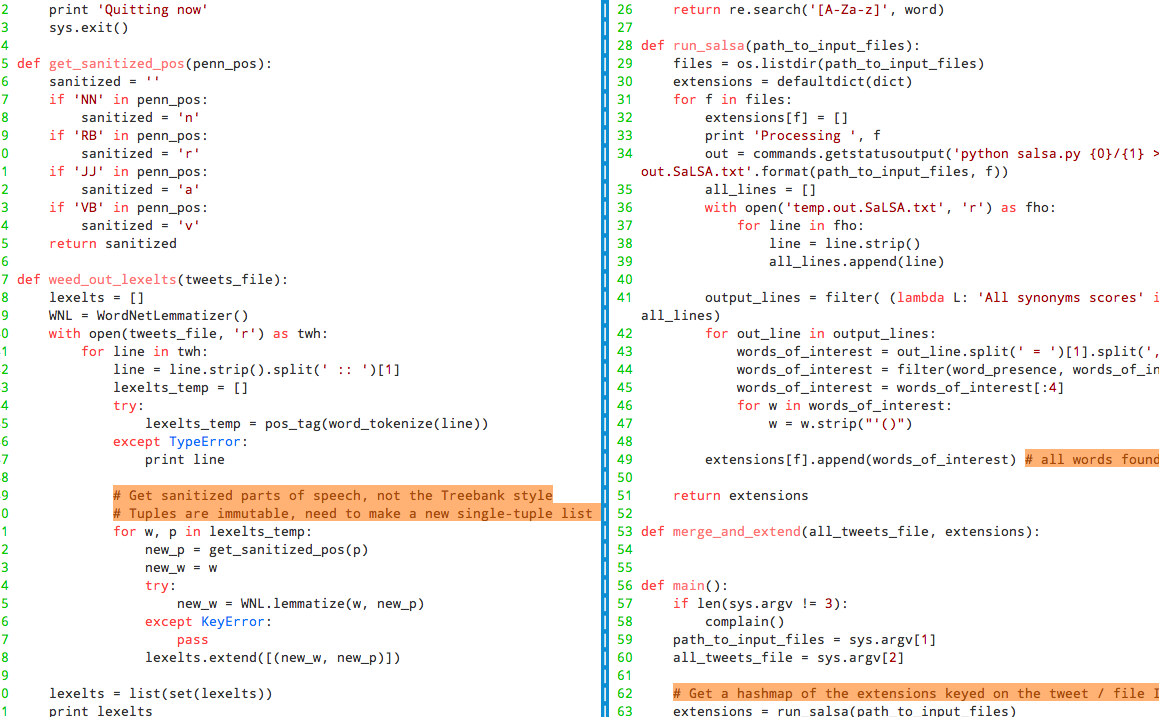 2     print 'Quitting now'
3     sys.exit()
4
5 def get_sanitized_pos(penn_pos):
6     sanitized = ''
7     if 'NN' in penn_pos:
8         sanitized = 'n'
9     if 'RB' in penn_pos:
0         sanitized = 'r'
1     if 'JJ' in penn_pos:
2         sanitized = 'a'
3     if 'VB' in penn_pos:
4         sanitized = 'v'
5     return sanitized
6
7 def weed_out_lexelts(tweets_file):
8     lexelts = []
9     WNL = WordNetLemmatizer()
0     with open(tweets_file, 'r') as twh:
1         for line in twh:
2             line = line.strip().split(' :: ')[1]
3             lexelts_temp = []
4             try:
5                 lexelts_temp = pos_tag(word_tokenize(line))
6             except TypeError:
7                 print line
8
9             # Get sanitized parts of speech, not the Treebank style
0             # Tuples are immutable, need to make a new single-tuple list
1             for w, p in lexelts_temp:
2                 new_p = get_sanitized_pos(p)
3                 new_w = w
4                 try:
5                     new_w = WNL.lemmatize(w, new_p)
6                 except KeyError:
7                     pass
8                 lexelts.extend([(new_w, new_p)])
9
0     lexelts = list(set(lexelts))
1     print lexelts
26     return re.search('[A-Za-z]', word)
27
28 def run_salsa(path_to_input_files):
29     files = os.listdir(path_to_input_files)
30     extensions = defaultdict(dict)
31     for f in files:
32         extensions[f] = []
33         print 'Processing ', f
34         out = commands.getstatusoutput('python salsa.py {0}/{1} >
out.SaLSA.txt'.format(path_to_input_files, f))
35         all_lines = []
36         with open('temp.out.SaLSA.txt', 'r') as fho:
37             for line in fho:
38                 line = line.strip()
39                 all_lines.append(line)
40
41         output_lines = filter( (lambda L: 'All synonyms scores' i
all_lines)
42         for out_line in output_lines:
43             words_of_interest = out_line.split(' = ')[1].split(',
44             words_of_interest = filter(word_presence, words_of_in
45             words_of_interest = words_of_interest[:4]
46             for w in words_of_interest:
47                 w = w.strip("'()")
48
49         extensions[f].append(words_of_interest) # all words found
50
51     return extensions
52
53 def merge_and_extend(all_tweets_file, extensions):
54
55
56 def main():
57     if len(sys.argv != 3):
58         complain()
59     path_to_input_files = sys.argv[1]
60     all_tweets_file = sys.argv[2]
61
62     # Get a hashmap of the extensions keyed on the tweet / file I
63     extensions = run_salsa(path_to_input_files)